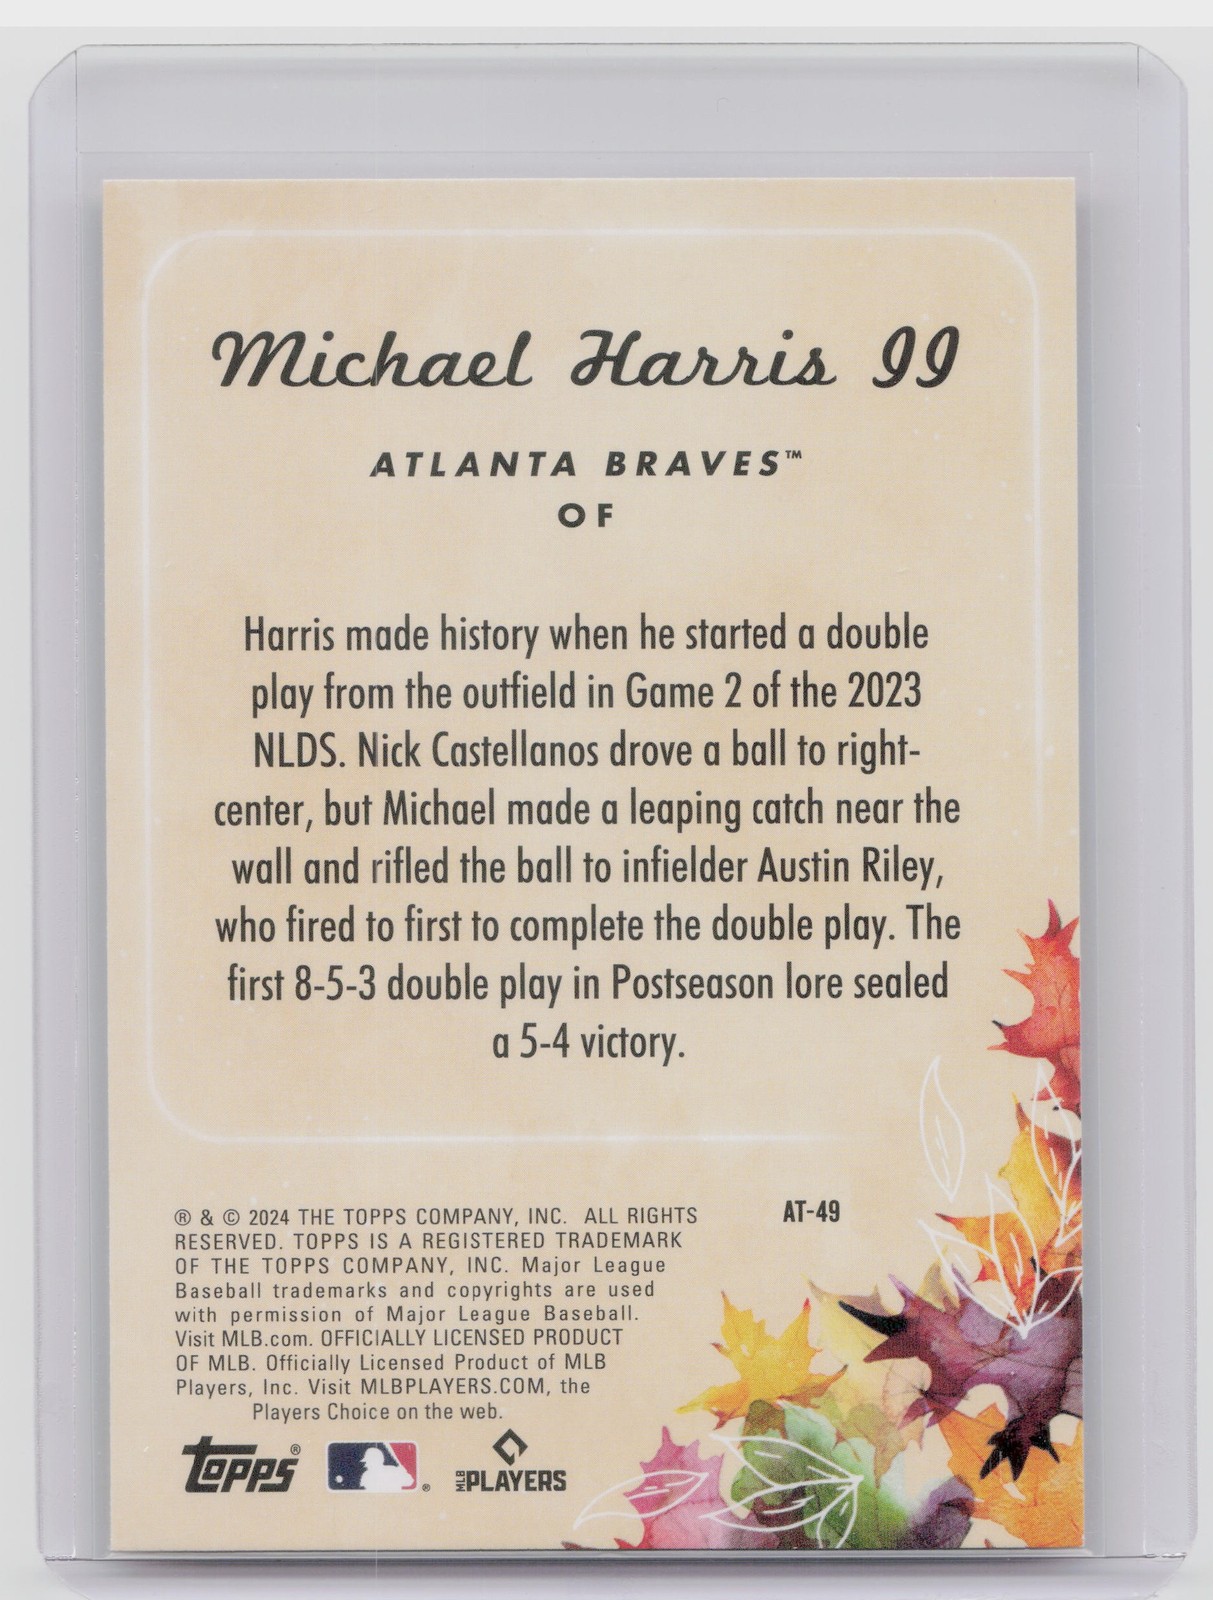 Michael Harris II
ATLANTA BRAVES™
OF
Harris made history when he started a double
play from the outfield in Game 2 of the 2023
NLDS. Nick Castellanos drove a ball to right-
center, but Michael made a leaping catch near the
wall and rifled the ball to infielder Austin Riley,
who fired to first to complete the double play. The
first 8-5-3 double play in Postseason lore sealed
a 5-4 victory.
® & © 2024 THE TOPPS COMPANY, INC. ALL RIGHTS
RESERVED. TOPPS IS A REGISTERED TRADEMARK
OF THE TOPPS COMPANY, INC. Major League
Baseball trademarks and copyrights are used
with permission of Major League Baseball.
Visit MLB.com. OFFICIALLY LICENSED PRODUCT
OF MLB. Officially Licensed Product of MLB
Players, Inc. Visit MLBPLAYERS.COM, the
Players Choice on the web.
AT-49
TOPPS® ® MLB PLAYERS